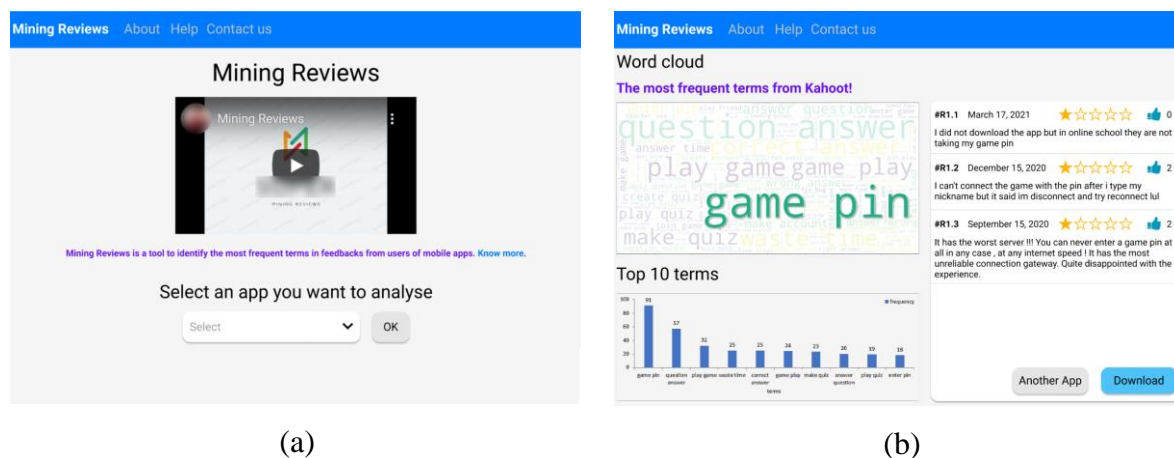 Mining Reviews About Help Contact us
Mining Reviews
Mining Reviews
MINING REVIEWS
Mining Reviews is a tool to identify the most frequent terms in feedbacks from users of mobile apps. Know more.
Select an app you want to analyse
Select
OK
(a)
Mining Reviews About Help Contact us
Word cloud
The most frequent terms from Kahoot!
answer question
question answer
answer time
correct answer
play game game play
create quiz
play quiz
game pin
make quiz waste time
Top 10 terms
frequency
100
80
60
40
20
0
91 57 32 25 25 24 23 20 19 18
game pin question answer play game waste time correct answer game play make quiz answer question play quiz enter pin
terms
#R1.1 March 17, 2021 0
I did not download the app but in online school they are not
taking my game pin
#R1.2 December 15, 2020 2
I can't connect the game with the pin after i type my
nickname but it said im disconnect and try reconnect lul
#R1.3 September 15, 2020 2
It has the worst server !!! You can never enter a game pin at
all in any case , at any internet speed ! It has the most
unreliable connection gateway. Quite disappointed with the
experience.
Another App
Download
(b)